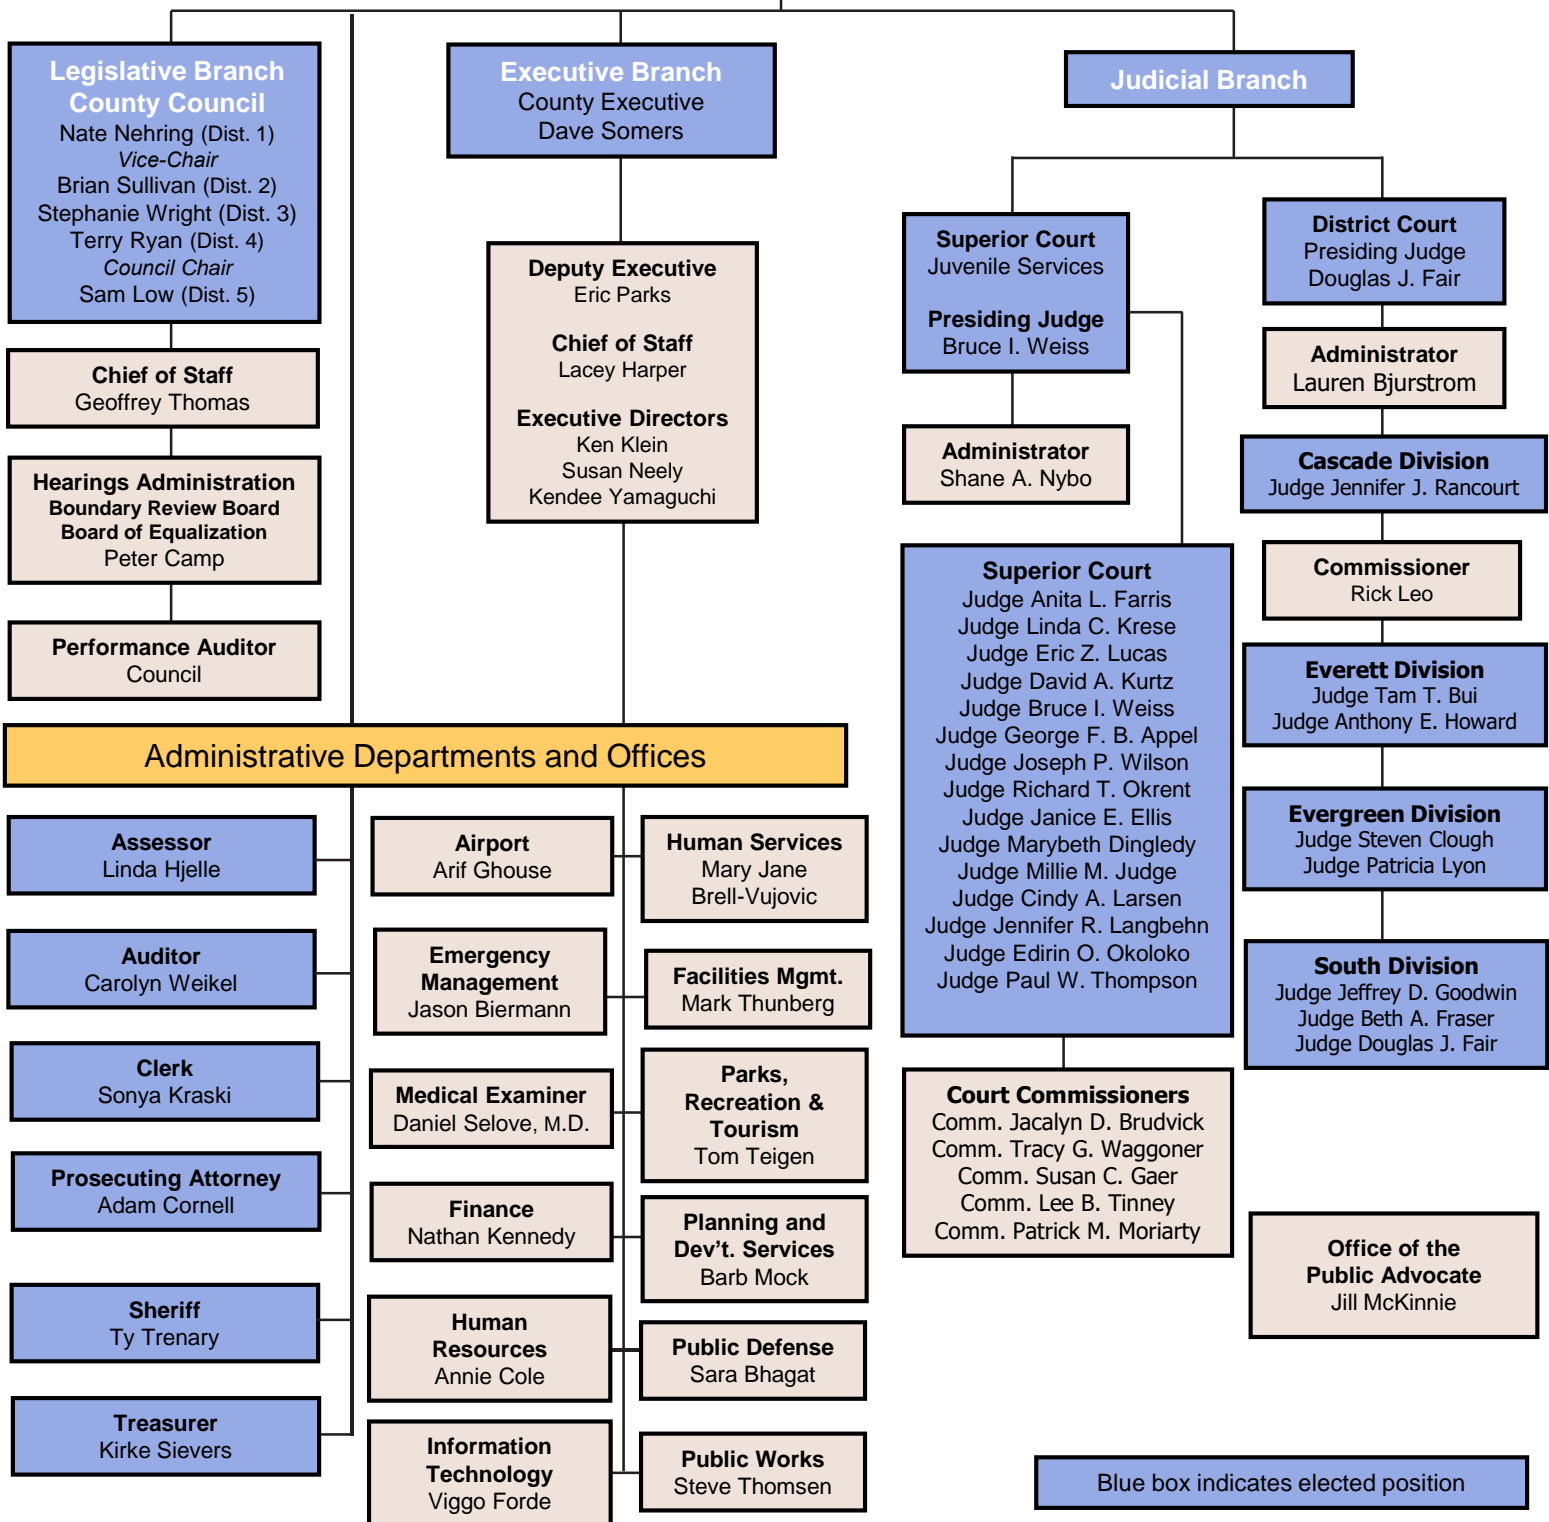 Legislative Branch
County Council
Nate Nehring (Dist. 1)
Vice-Chair
Brian Sullivan (Dist. 2)
Stephanie Wright (Dist. 3)
Terry Ryan (Dist. 4)
Council Chair
Sam Low (Dist. 5)
Chief of Staff
Geoffrey Thomas
Hearings Administration
Boundary Review Board
Board of Equalization
Peter Camp
Performance Auditor
Council
Executive Branch
County Executive
Dave Somers
Deputy Executive
Eric Parks
Chief of Staff
Lacey Harper
Executive Directors
Ken Klein
Susan Neely
Kendee Yamaguchi
Judicial Branch
Superior Court
Juvenile Services
Presiding Judge
Bruce I. Weiss
Administrator
Shane A. Nybo
Superior Court
Judge Anita L. Farris
Judge Linda C. Krese
Judge Eric Z. Lucas
Judge David A. Kurtz
Judge Bruce I. Weiss
Judge George F. B. Appel
Judge Joseph P. Wilson
Judge Richard T. Okrent
Judge Janice E. Ellis
Judge Marybeth Dingledy
Judge Millie M. Judge
Judge Cindy A. Larsen
Judge Jennifer R. Langbehn
Judge Edirin O. Okoloko
Judge Paul W. Thompson
Court Commissioners
Comm. Jacalyn D. Brudvick
Comm. Tracy G. Waggoner
Comm. Susan C. Gaer
Comm. Lee B. Tinney
Comm. Patrick M. Moriarty
District Court
Presiding Judge
Douglas J. Fair
Administrator
Lauren Bjurstrom
Cascade Division
Judge Jennifer J. Rancourt
Commissioner
Rick Leo
Everett Division
Judge Tam T. Bui
Judge Anthony E. Howard
Evergreen Division
Judge Steven Clough
Judge Patricia Lyon
South Division
Judge Jeffrey D. Goodwin
Judge Beth A. Fraser
Judge Douglas J. Fair
Office of the
Public Advocate
Jill McKinnie
Administrative Departments and Offices
Assessor
Linda Hjelle
Auditor
Carolyn Weikel
Clerk
Sonya Kraski
Prosecuting Attorney
Adam Cornell
Sheriff
Ty Trenary
Treasurer
Kirke Sievers
Airport
Arif Ghouse
Emergency
Management
Jason Biermann
Medical Examiner
Daniel Selove, M.D.
Finance
Nathan Kennedy
Human
Resources
Annie Cole
Information
Technology
Viggo Forde
Human Services
Mary Jane
Brell-Vujovic
Facilities Mgmt.
Mark Thunberg
Parks,
Recreation &
Tourism
Tom Teigen
Planning and
Dev't. Services
Barb Mock
Public Defense
Sara Bhagat
Public Works
Steve Thomsen
Blue box indicates elected position